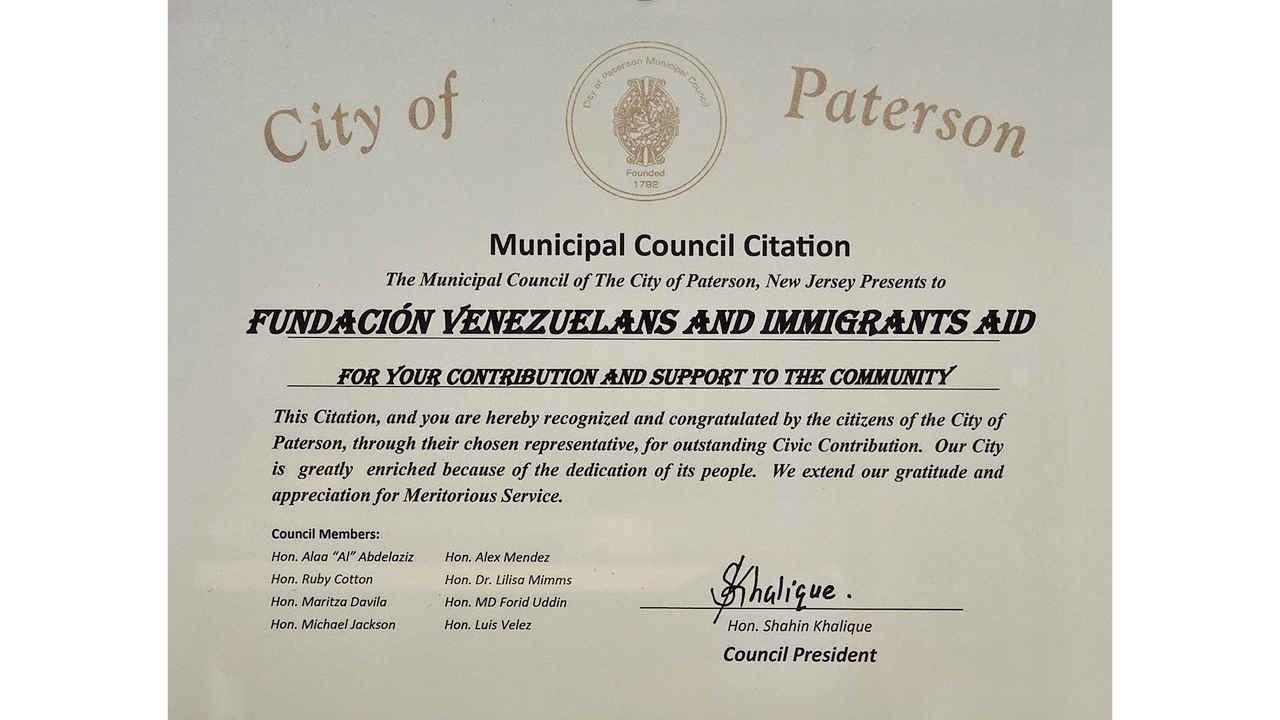 City of Paterson
City of Paterson Municipal Council
Founded
1792
Municipal Council Citation
The Municipal Council of The City of Paterson, New Jersey Presents to
FUNDACIÓN VENEZUELANS AND IMMIGRANTS AID
FOR YOUR CONTRIBUTION AND SUPPORT TO THE COMMUNITY
This Citation, and you are hereby recognized and congratulated by the citizens of the City of
Paterson, through their chosen representative, for outstanding Civic Contribution. Our City
is greatly enriched because of the dedication of its people. We extend our gratitude and
appreciation for Meritorious Service.
Council Members:
Hon. Alaa “Al” Abdelaziz
Hon. Ruby Cotton
Hon. Maritza Davila
Hon. Michael Jackson
Hon. Alex Mendez
Hon. Dr. Lilisa Mimms
Hon. MD Forid Uddin
Hon. Luis Velez
SKhalique.
Hon. Shahin Khalique
Council President